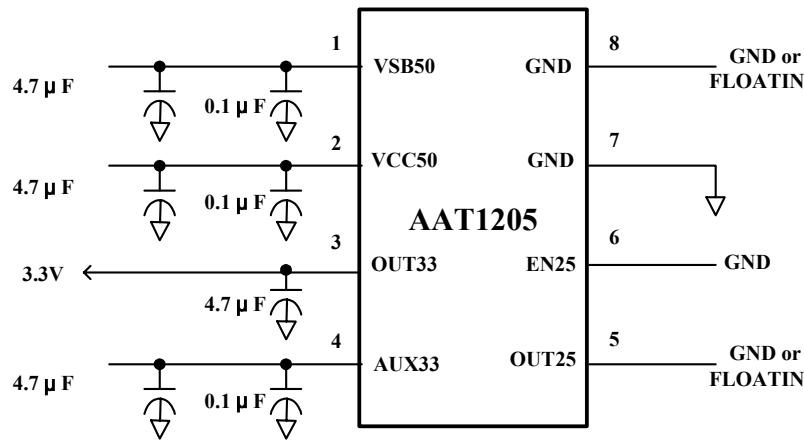 1
VSB50
4.7 μ F
0.1 μ F
2
VCC50
4.7 μ F
0.1 μ F
3
OUT33
3.3V
4.7 μ F
4
AUX33
4.7 μ F
0.1 μ F
AAT1205
8
GND
GND or
FLOATIN
7
GND
6
EN25
GND
5
OUT25
GND or
FLOATIN